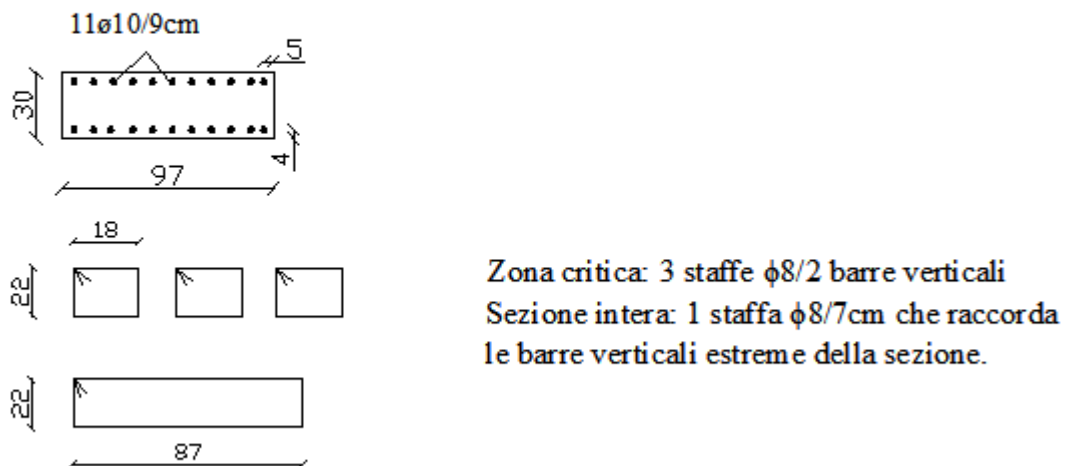 11ø10/9cm
5
30
4
97
18
22
Zona critica: 3 staffe ϕ8/2 barre verticali
Sezione intera: 1 staffa ϕ8/7cm che raccorda
le barre verticali estreme della sezione.
22
87